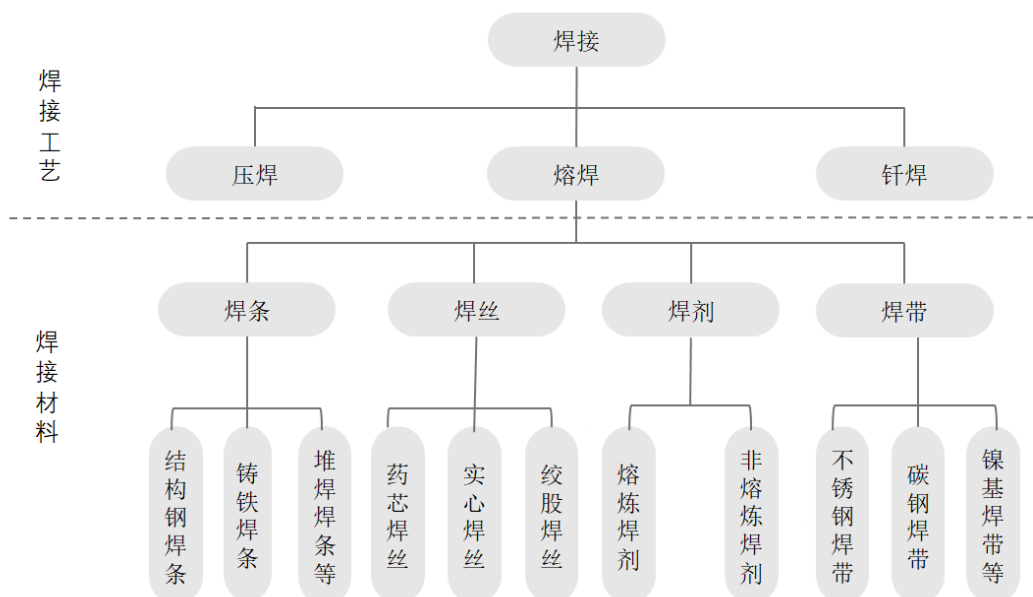 焊接
焊接工艺
压焊
熔焊
钎焊
焊条
焊丝
焊剂
焊带
焊接材料
结构钢焊条
铸铁焊条
堆焊焊条等
药芯焊丝
实心焊丝
绞股焊丝
熔炼焊剂
非熔炼焊剂
不锈钢焊带
碳钢焊带
镍基焊带等